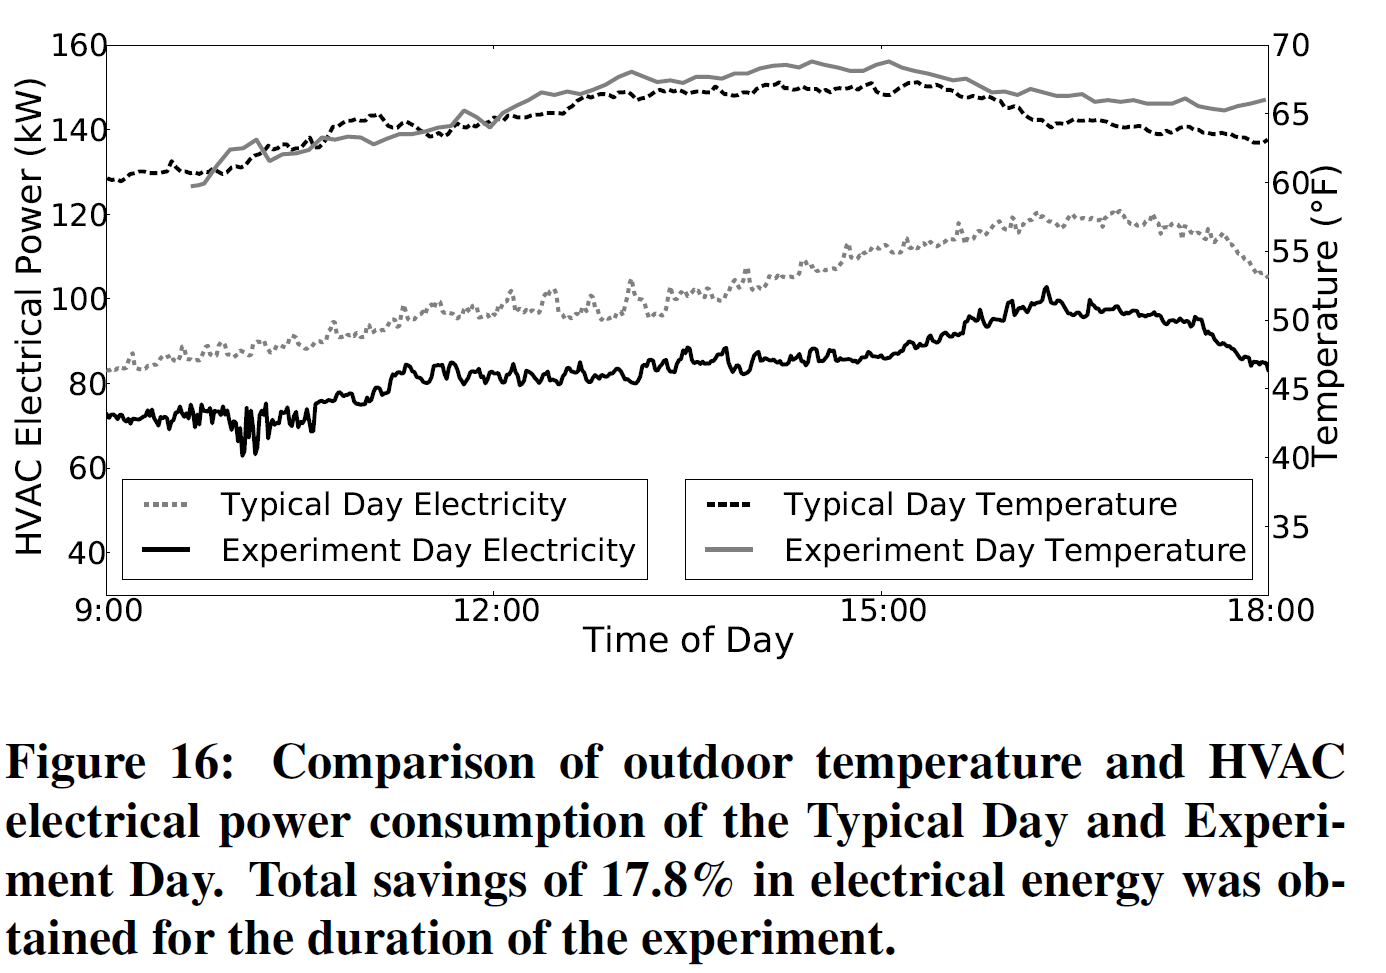 160
140
120
100
80
60
40
HVAC Electrical Power (kW)
70
65
60
55
50
45
40
35
Temperature (°F)
Typical Day Electricity
Experiment Day Electricity
Typical Day Temperature
Experiment Day Temperature
9:00 12:00 15:00 18:00
Time of Day
Figure 16: Comparison of outdoor temperature and HVAC
electrical power consumption of the Typical Day and Experi-
ment Day. Total savings of 17.8% in electrical energy was ob-
tained for the duration of the experiment.